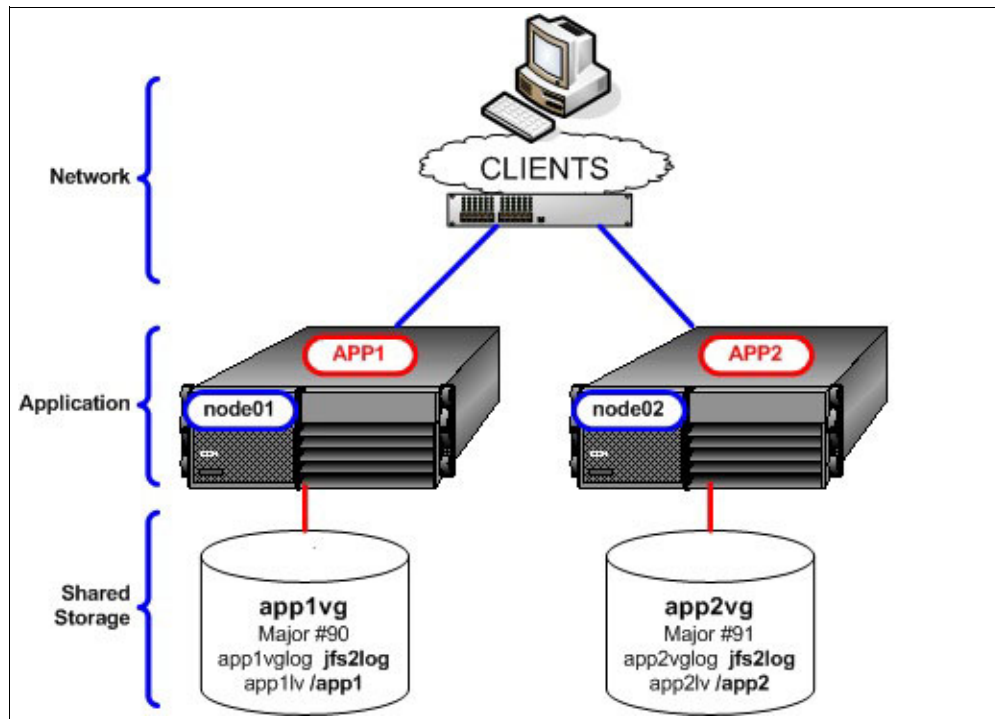 CLIENTS
Network
APP1
APP2
Application
node01
node02
Shared
Storage
app1vg
Major #90
app1vglog jfs2log
app1lv /app1
app2vg
Major #91
app2vglog jfs2log
app2lv /app2